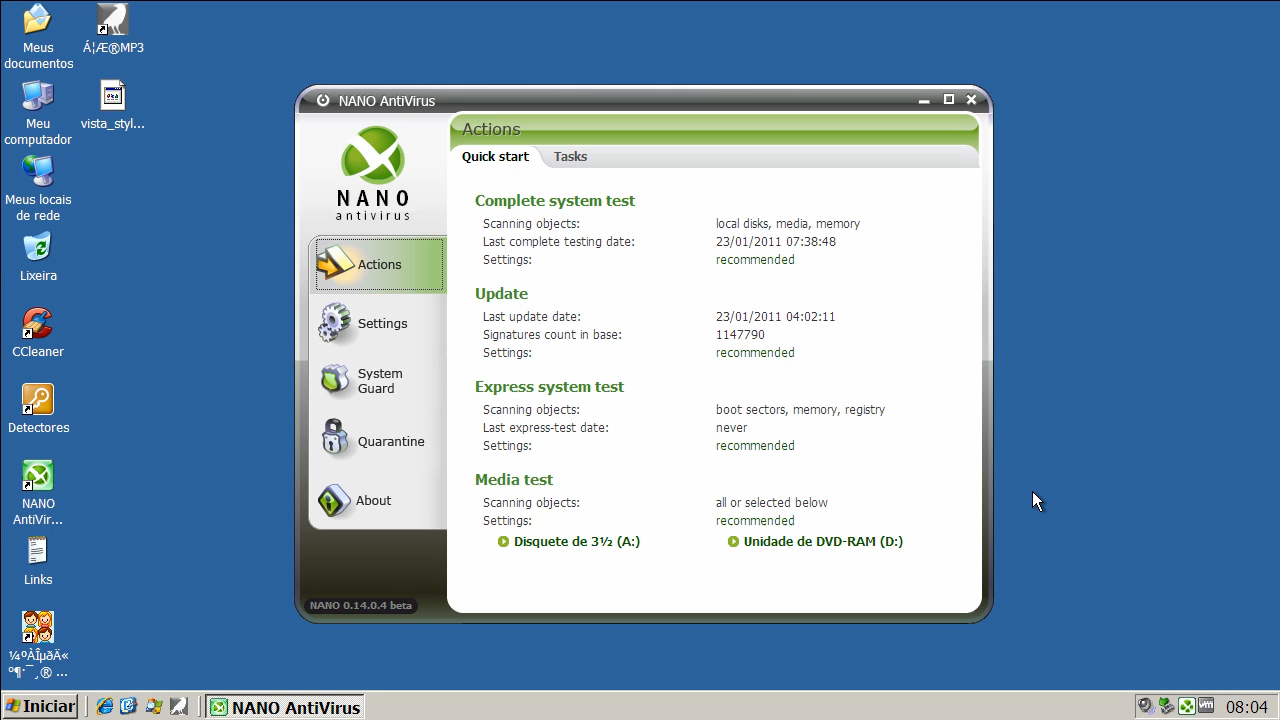 Meus
documentos
Á¦Æ®MP3
Meu
computador
vista_styl...
Meus locais
de rede
Lixeira
CCleaner
Detectores
NANO
AntiVir...
Links
¼ºÀÎµðÄ«
º¶·¯¸® ...
NANO AntiVirus
NANO
antivirus
Actions
Settings
System
Guard
Quarantine
About
NANO 0.14.0.4 beta
Actions
Quick start Tasks
Complete system test
Scanning objects: local disks, media, memory
Last complete testing date: 23/01/2011 07:38:48
Settings: recommended
Update
Last update date: 23/01/2011 04:02:11
Signatures count in base: 1147790
Settings: recommended
Express system test
Scanning objects: boot sectors, memory, registry
Last express-test date: never
Settings: recommended
Media test
Scanning objects: all or selected below
Settings: recommended
Disquete de 3½ (A:) Unidade de DVD-RAM (D:)
Iniciar NANO AntiVirus vm 08:04